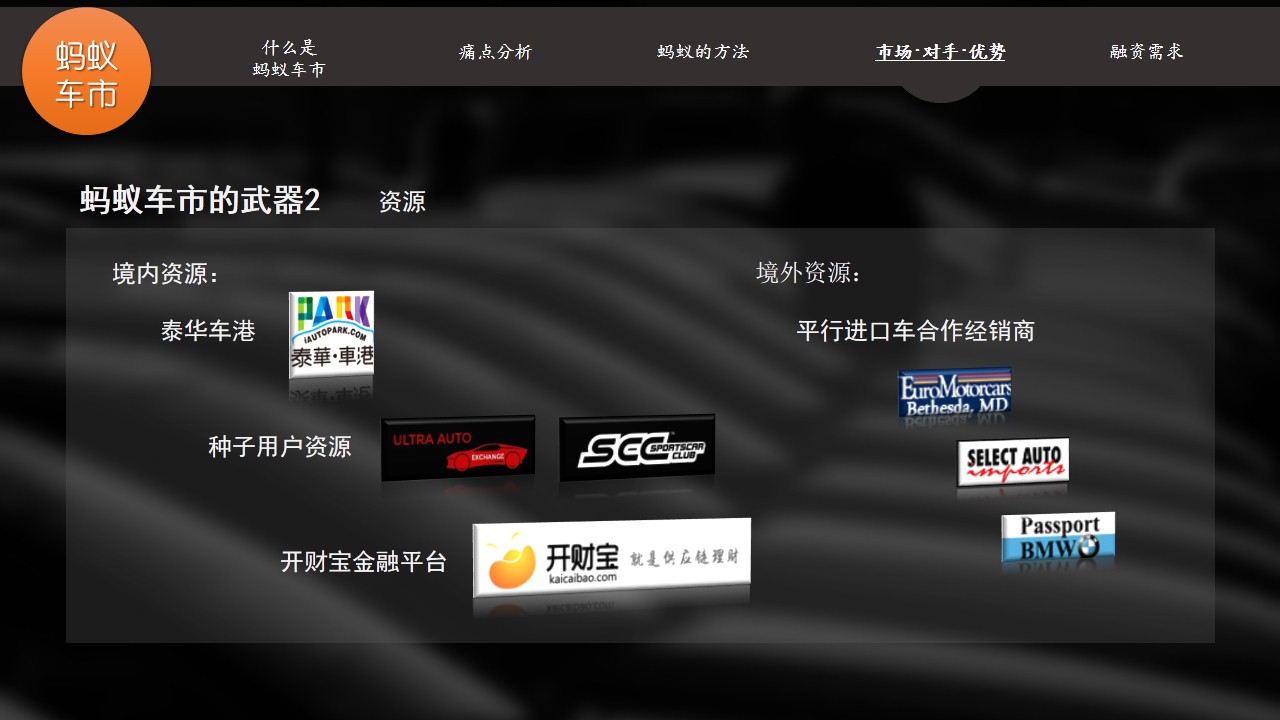 蚂蚁
车市
什么是
蚂蚁车市
痛点分析
蚂蚁的方法
市场·对手·优势
融资需求
蚂蚁车市的武器2
资源
境内资源：
泰华车港
PARK
iAUTOPARK.COM
泰華·車港
种子用户资源
ULTRA AUTO
EXCHANGE
SCC SPORTSCAR
CLUB
开财宝金融平台
开财宝
kaicaibao.com
就是供应链理财
境外资源：
平行进口车合作经销商
EuroMotorcars
Bethesda, MD
SELECT AUTO
imports
Passport
BMW